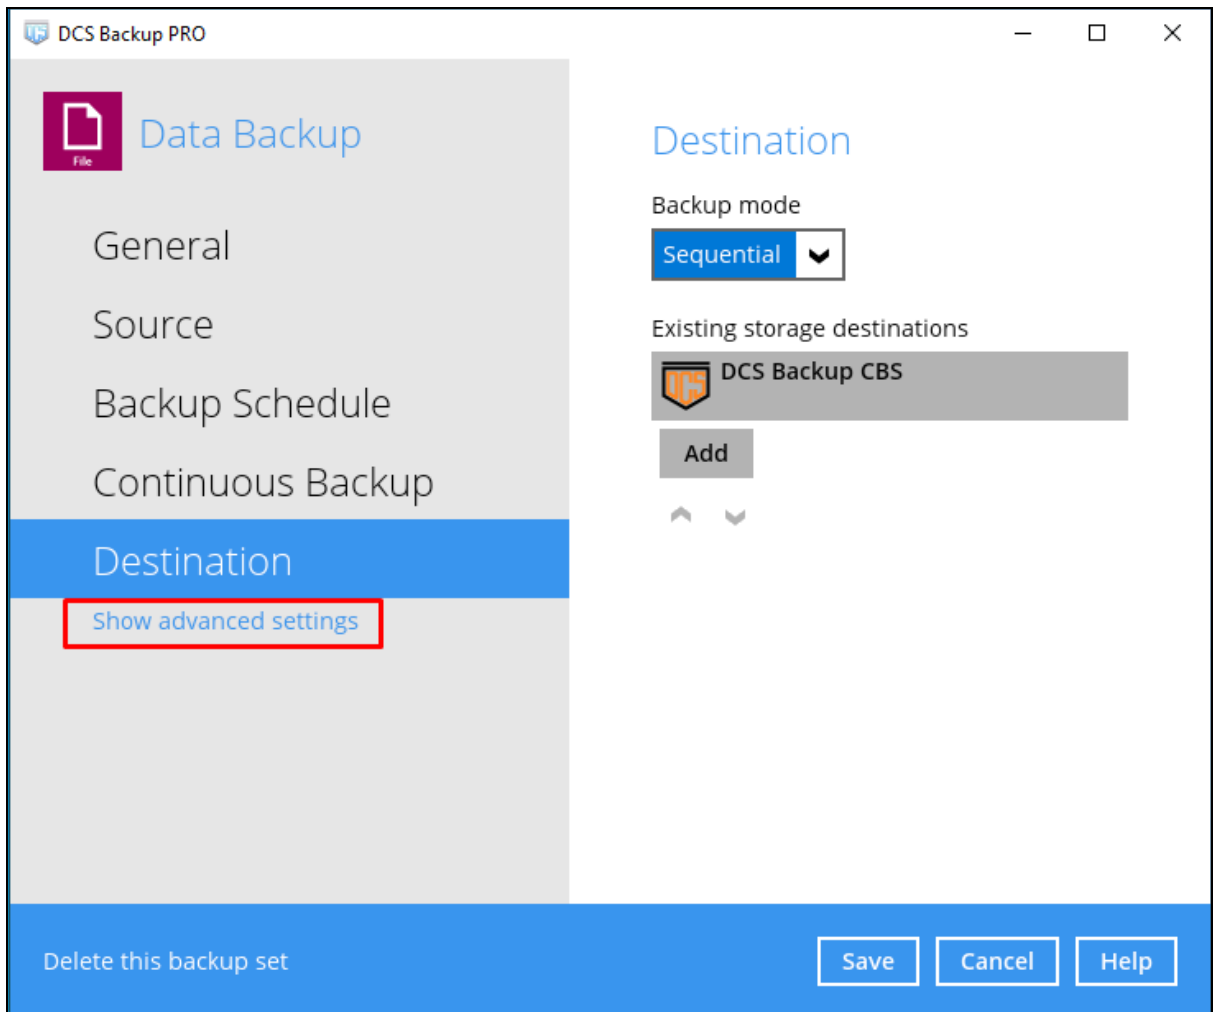 DCS Backup PRO
File
Data Backup
General
Source
Backup Schedule
Continuous Backup
Destination
Show advanced settings
Destination
Backup mode
Sequential
Existing storage destinations
DCS
DCS Backup CBS
Add
Delete this backup set
Save
Cancel
Help